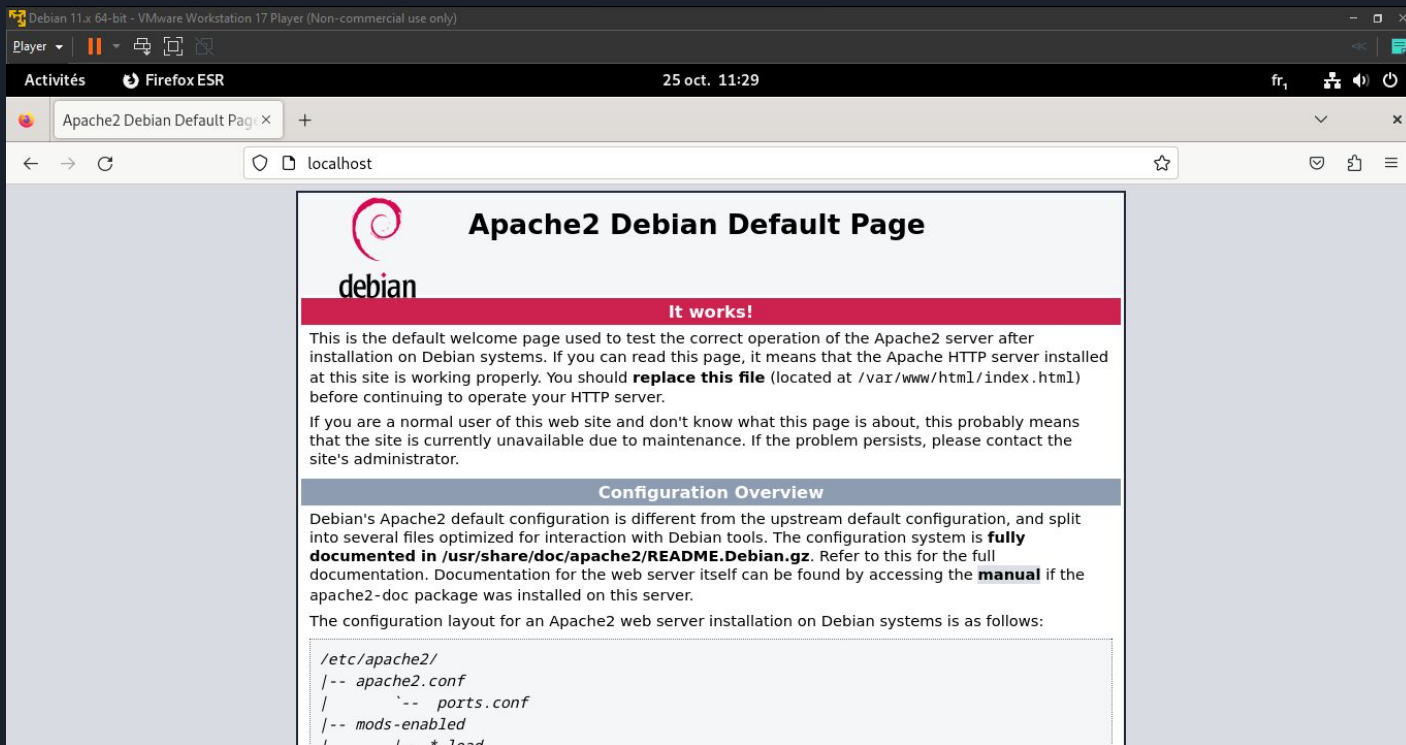 Debian 11.x 64-bit - VMware Workstation 17 Player (Non-commercial use only)
Player
Activités Firefox ESR 25 oct. 11:29 fr₁
Apache2 Debian Default Pag
localhost
debian
Apache2 Debian Default Page
It works!
This is the default welcome page used to test the correct operation of the Apache2 server after
installation on Debian systems. If you can read this page, it means that the Apache HTTP server installed
at this site is working properly. You should replace this file (located at /var/www/html/index.html)
before continuing to operate your HTTP server.
If you are a normal user of this web site and don't know what this page is about, this probably means
that the site is currently unavailable due to maintenance. If the problem persists, please contact the
site's administrator.
Configuration Overview
Debian's Apache2 default configuration is different from the upstream default configuration, and split
into several files optimized for interaction with Debian tools. The configuration system is fully
documented in /usr/share/doc/apache2/README.Debian.gz. Refer to this for the full
documentation. Documentation for the web server itself can be found by accessing the manual if the
apache2-doc package was installed on this server.
The configuration layout for an Apache2 web server installation on Debian systems is as follows:
/etc/apache2/
|-- apache2.conf
|       `--  ports.conf
|-- mods-enabled
|       |-- *.load